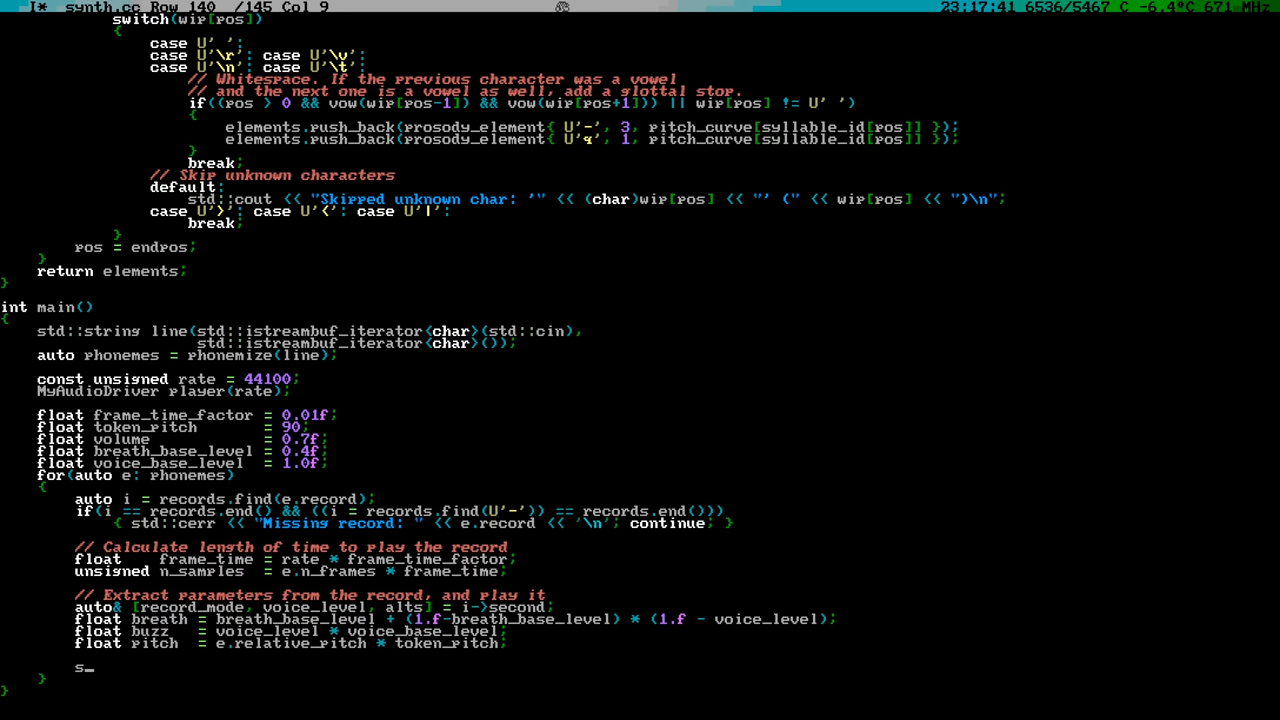 I* synth.cc Row 140 /145 Col 9 23:17:41 6536/5467 C -6.4°C 671 MHz
switch(wip[pos])
{
case U' ':
case U'\r': case U'\v':
case U'\n': case U'\t':
// Whitespace. If the previous character was a vowel
// and the next one is a vowel as well, add a glottal stop.
if((pos > 0 && vow(wip[pos-1]) && vow(wip[pos+1])) || wip[pos] != U' ')
{
elements.push_back(prosody_element{ U'-', 3, pitch_curve[syllable_id[pos]] });
elements.push_back(prosody_element{ U'q', 1, pitch_curve[syllable_id[pos]] });
}
break;
// Skip unknown characters
default:
std::cout << "Skipped unknown char: '" << (char)wip[pos] << "' (" << wip[pos] << ")\n";
case U'>': case U'<': case U'|':
break;
}
pos = endpos;
}
return elements;
}
int main()
{
std::string line(std::istreambuf_iterator<char>(std::cin),
std::istreambuf_iterator<char>());
auto phonemes = phonemize(line);
const unsigned rate = 44100;
MyAudioDriver player(rate);
float frame_time_factor = 0.01f;
float token_pitch = 90;
float volume = 0.7f;
float breath_base_level = 0.4f;
float voice_base_level = 1.0f;
for(auto e: phonemes)
{
auto i = records.find(e.record);
if(i == records.end() && ((i = records.find(U'-')) == records.end()))
{ std::cerr << "Missing record: " << e.record << '\n'; continue; }
// Calculate length of time to play the record
float frame_time = rate * frame_time_factor;
unsigned n_samples = e.n_frames * frame_time;
// Extract parameters from the record, and play it
auto& [record_mode, voice_level, alts] = i->second;
float breath = breath_base_level + (1.f-breath_base_level) * (1.f - voice_level);
float buzz = voice_level * voice_base_level;
float pitch = e.relative_pitch * token_pitch;
s_
}
}